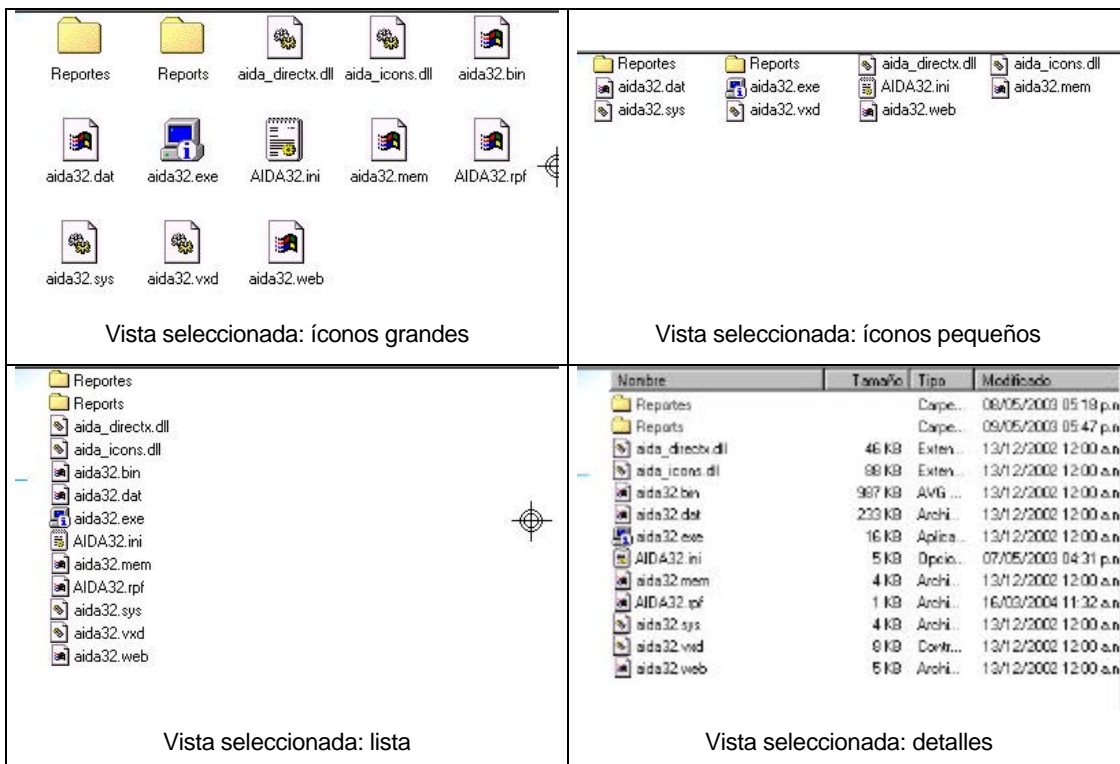 Reportes Reports aida_directx.dll aida_icons.dll aida32.bin
aida32.dat aida32.exe AIDA32.ini aida32.mem AIDA32.rpf
aida32.sys aida32.vxd aida32.web
Vista seleccionada: íconos grandes
Reportes Reports aida_directx.dll aida_icons.dll
aida32.dat aida32.exe AIDA32.ini aida32.mem
aida32.sys aida32.vxd aida32.web
Vista seleccionada: íconos pequeños
Reportes
Reports
aida_directx.dll
aida_icons.dll
aida32.bin
aida32.dat
aida32.exe
AIDA32.ini
aida32.mem
AIDA32.rpf
aida32.sys
aida32.vxd
aida32.web
Vista seleccionada: lista
Nombre Tamaño Tipo Modificado
Reportes Carpe... 08/05/2003 05:18 p.m
Reports Carpe... 09/05/2003 05:47 p.m
aida_directx.dll 46 KB Exten... 13/12/2002 12:00 a.m
aida_icons.dll 88 KB Exten... 13/12/2002 12:00 a.m
aida32.bin 987 KB AVG ... 13/12/2002 12:00 a.m
aida32.dat 233 KB Archi... 13/12/2002 12:00 a.m
aida32.exe 16 KB Aplica... 13/12/2002 12:00 a.m
AIDA32.ini 5 KB Opcio... 07/05/2003 04:31 p.m
aida32.mem 4 KB Archi... 13/12/2002 12:00 a.m
AIDA32.rpf 1 KB Archi... 16/03/2004 11:32 a.m
aida32.sys 4 KB Archi... 13/12/2002 12:00 a.m
aida32.vxd 8 KB Contr... 13/12/2002 12:00 a.m
aida32.web 5 KB Archi... 13/12/2002 12:00 a.m
Vista seleccionada: detalles